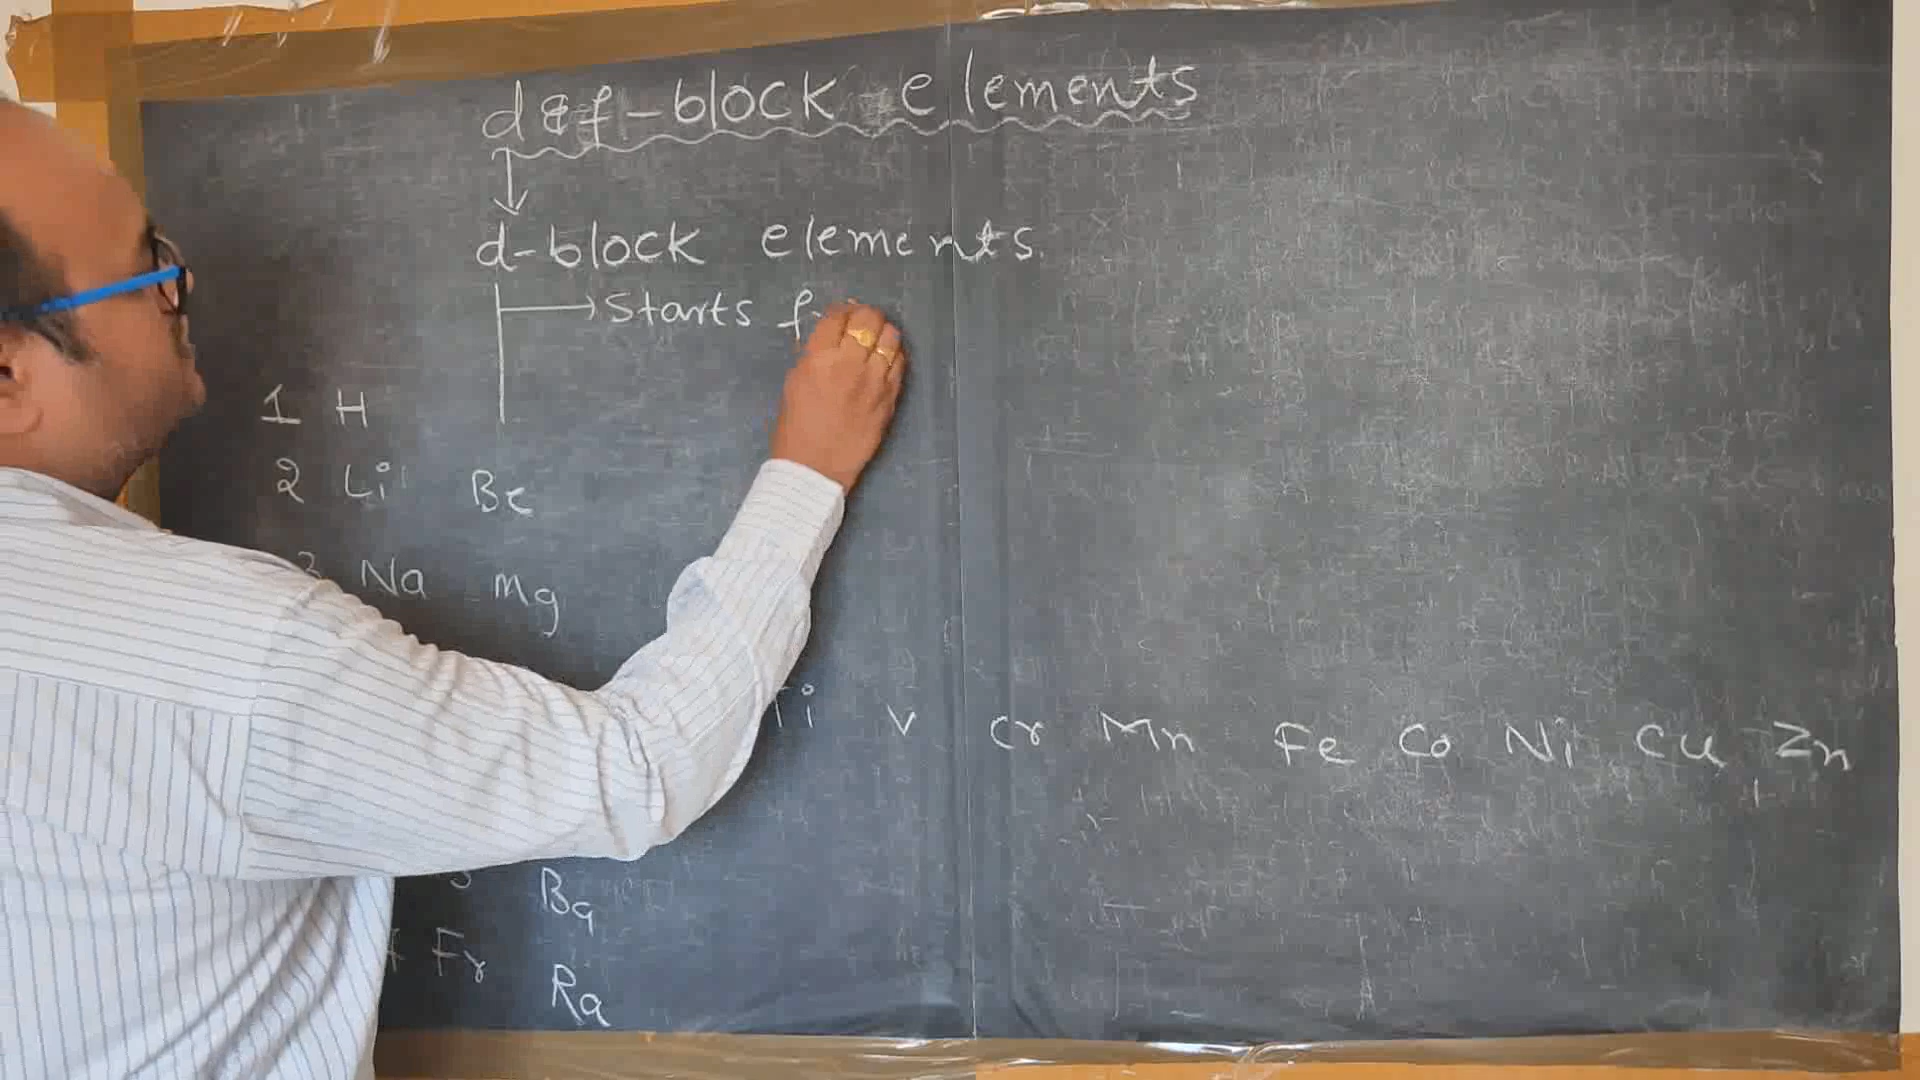 d & f - block elements
d-block elements.
Starts
1 H
2 Li Be
3 Na Mg
Ti V Cr Mn Fe Co Ni Cu Zn
Ba
Fr Ra